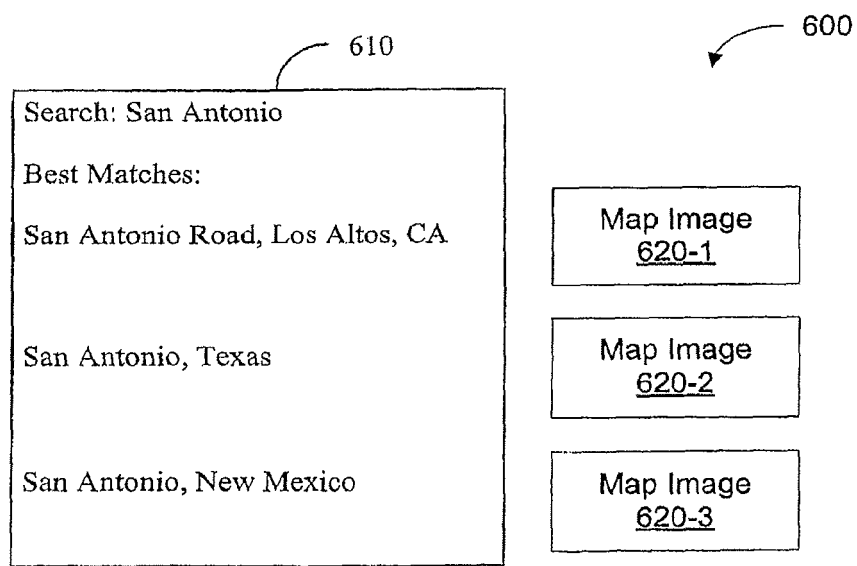 600
610
Search: San Antonio
Best Matches:
San Antonio Road, Los Altos, CA
Map Image
620-1
San Antonio, Texas
Map Image
620-2
San Antonio, New Mexico
Map Image
620-3